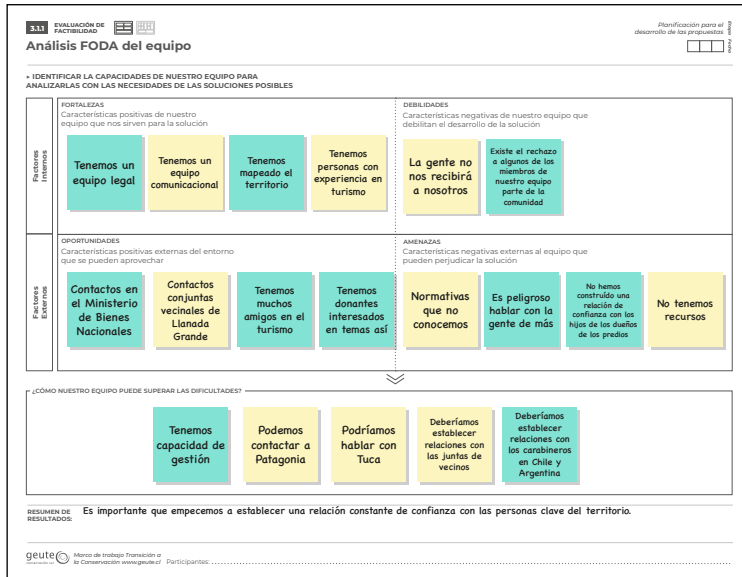 3.1.1
EVALUACIÓN DE
FACTIBILIDAD
Análisis FODA del equipo
Planificación para el
desarrollo de las propuestas
Etapa
Fecha
▸ IDENTIFICAR LA CAPACIDADES DE NUESTRO EQUIPO PARA
ANALIZARLAS CON LAS NECESIDADES DE LAS SOLUCIONES POSIBLES
Factores
Internos
FORTALEZAS
Características positivas de nuestro
equipo que nos sirven para la solución
Tenemos un
equipo legal
Tenemos un
equipo
comunicacional
Tenemos
mapeado el
territorio
Tenemos
personas con
experiencia en
turismo
DEBILIDADES
Características negativas de nuestro equipo que
debilitan el desarrollo de la solución
La gente no
nos recibirá
a nosotros
Existe el rechazo
a algunos de los
miembros de
nuestro equipo
parte de la
comunidad
Factores
Externos
OPORTUNIDADES
Características positivas externas del entorno
que se pueden aprovechar
Contactos en
el Ministerio
de Bienes
Nacionales
Contactos
conjuntas
vecinales de
Llanada
Grande
Tenemos
muchos
amigos en el
turismo
Tenemos
donantes
interesados
en temas así
AMENAZAS
Características negativas externas al equipo que
pueden perjudicar la solución
Normativas
que no
conocemos
Es peligroso
hablar con la
gente de más
No hemos
construído una
relación de
confianza con los
hijos de los dueños
de los predios
No tenemos
recursos
¿CÓMO NUESTRO EQUIPO PUEDE SUPERAR LAS DIFICULTADES?
Tenemos
capacidad de
gestión
Podemos
contactar a
Patagonia
Podríamos
hablar con
Tuca
Deberíamos
establecer
relaciones con
las juntas de
vecinos
Deberíamos
establecer
relaciones con
los carabineros
en Chile y
Argentina
RESUMEN DE
RESULTADOS:
Es importante que empecemos a establecer una relación constante de confianza con las personas clave del territorio.
geute
Marco de trabajo Transición a
la Conservación www.geute.cl
Participantes: